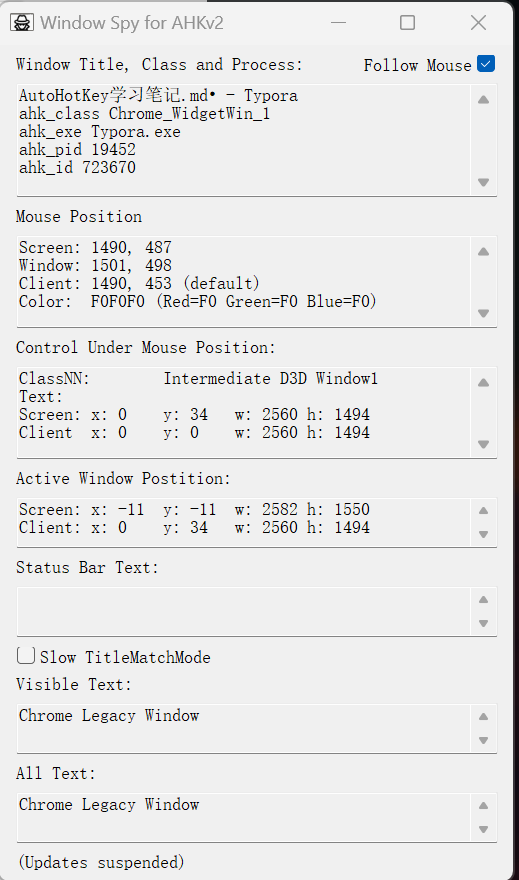 Window Spy for AHKv2
Window Title, Class and Process:
Follow Mouse
AutoHotKey学习笔记.md• - Typora
ahk_class Chrome_WidgetWin_1
ahk_exe Typora.exe
ahk_pid 19452
ahk_id 723670
Mouse Position
Screen: 1490, 487
Window: 1501, 498
Client: 1490, 453 (default)
Color:  F0F0F0 (Red=F0 Green=F0 Blue=F0)
Control Under Mouse Position:
ClassNN:        Intermediate D3D Window1
Text:
Screen: x: 0    y: 34   w: 2560 h: 1494
Client  x: 0    y: 0    w: 2560 h: 1494
Active Window Postition:
Screen: x: -11  y: -11  w: 2582 h: 1550
Client: x: 0    y: 34   w: 2560 h: 1494
Status Bar Text:
Slow TitleMatchMode
Visible Text:
Chrome Legacy Window
All Text:
Chrome Legacy Window
(Updates suspended)